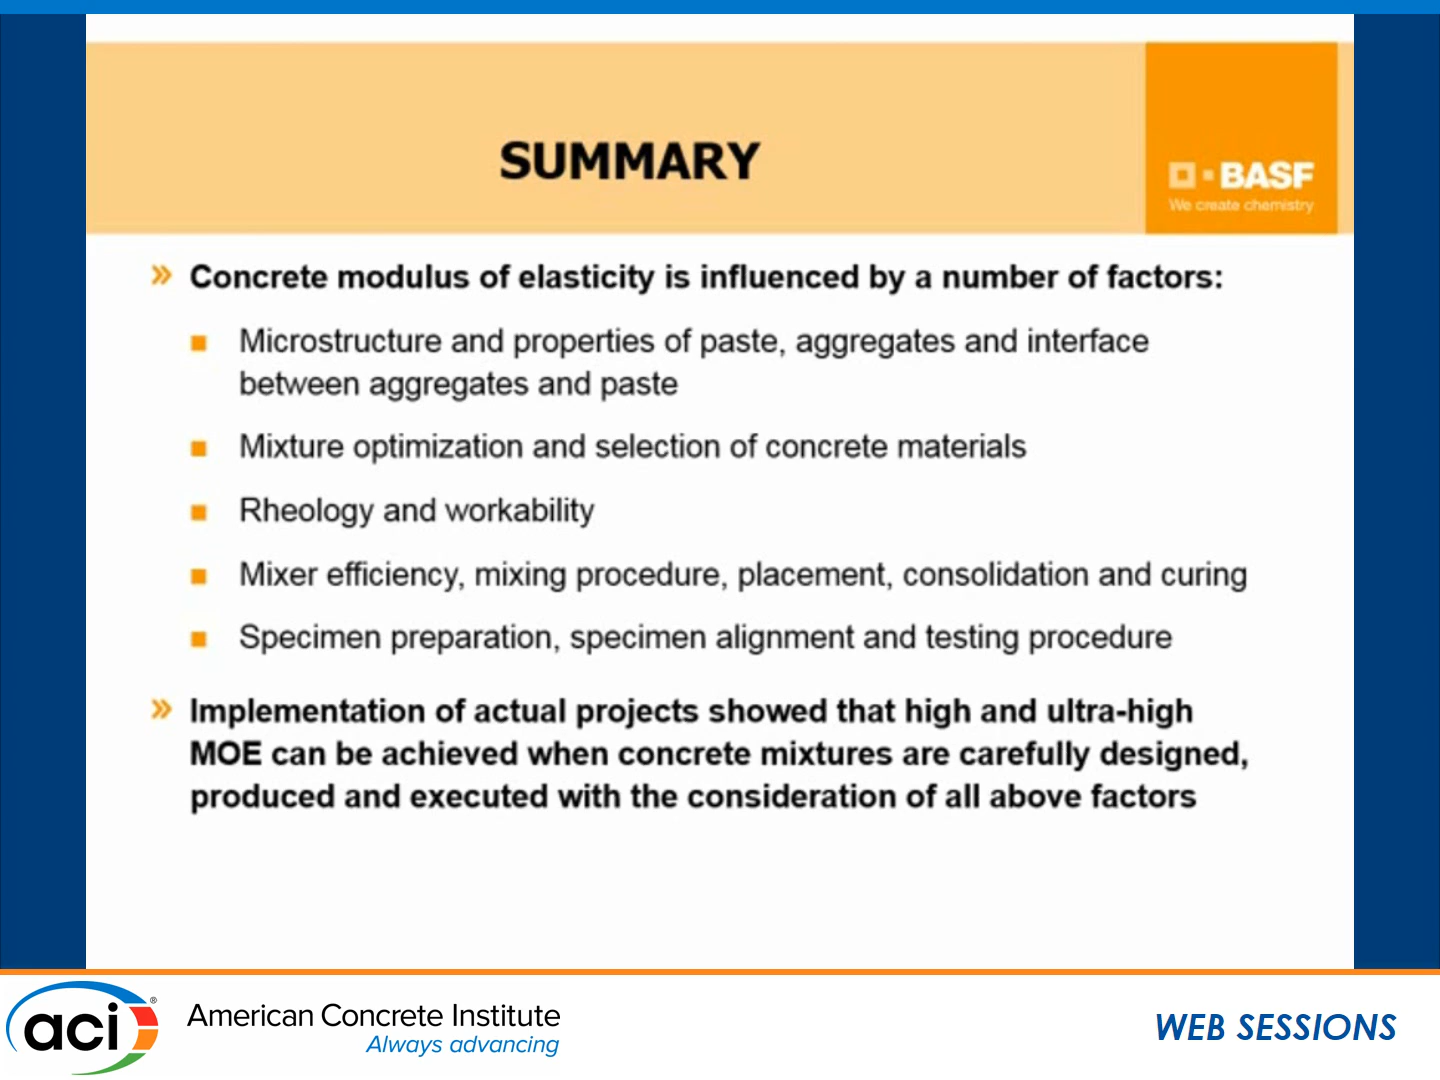 SUMMARY
BASF
We create chemistry
» Concrete modulus of elasticity is influenced by a number of factors:
■ Microstructure and properties of paste, aggregates and interface
between aggregates and paste
■ Mixture optimization and selection of concrete materials
■ Rheology and workability
■ Mixer efficiency, mixing procedure, placement, consolidation and curing
■ Specimen preparation, specimen alignment and testing procedure
» Implementation of actual projects showed that high and ultra-high
MOE can be achieved when concrete mixtures are carefully designed,
produced and executed with the consideration of all above factors
aci®
American Concrete Institute
Always advancing
WEB SESSIONS